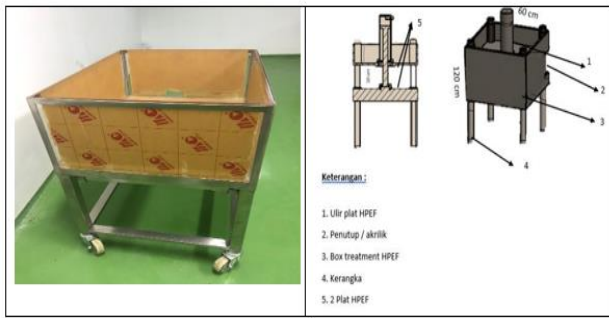 60 cm
5
1
120 cm
2
3
4
Keterangan :
1. Ulir plat HPEF
2. Penutup / akrilik
3. Box treatment HPEF
4. Kerangka
5. 2 Plat HPEF